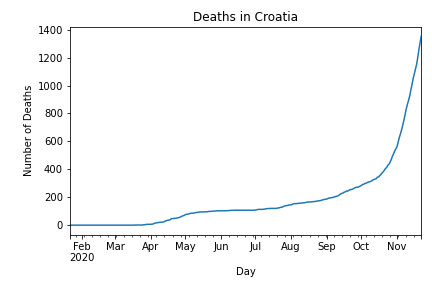 Deaths in Croatia
1400
1200
1000
800
600
400
200
0
Number of Deaths
Feb Mar Apr May Jun Jul Aug Sep Oct Nov
2020
Day